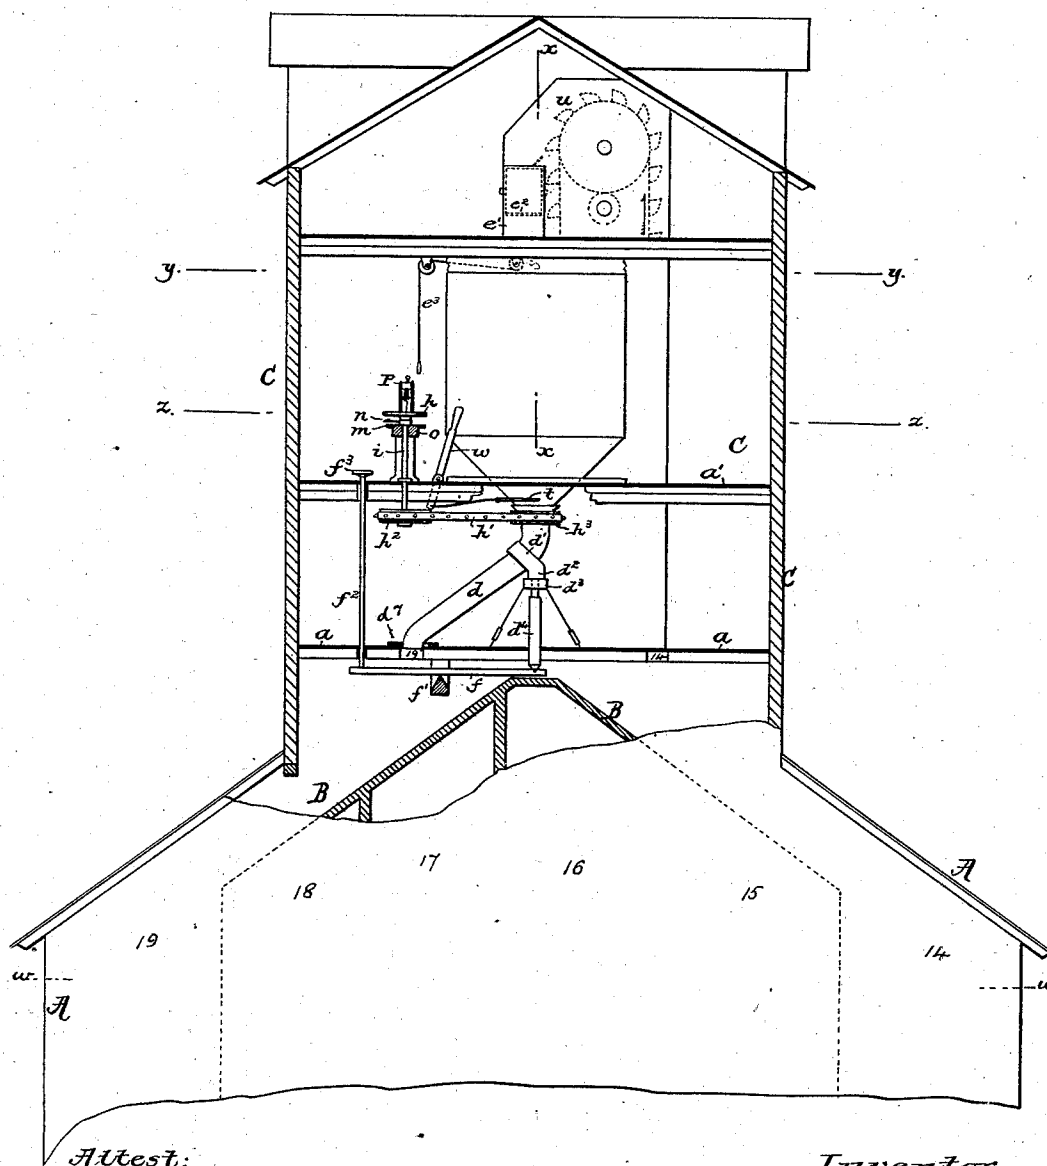 x
u
e²
e'
y. y.
e³
C
P
h
n
m o
z. z.
i w x C
f³ a'
t
h² h' h³
d'
d²
d³ C
d
f²
d⁷ d⁴
a a
19 14
f' f
B
B
17 16
18 15 A
19 14
w
A
Attest: Inventor